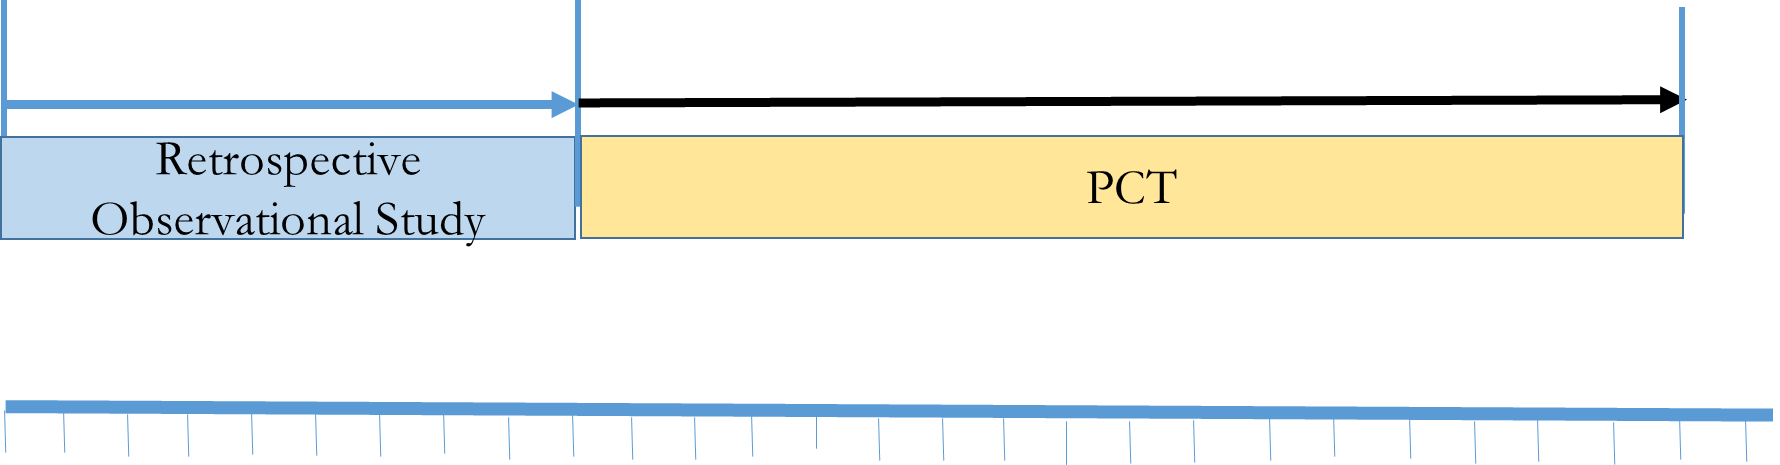 Retrospective
Observational Study
PCT